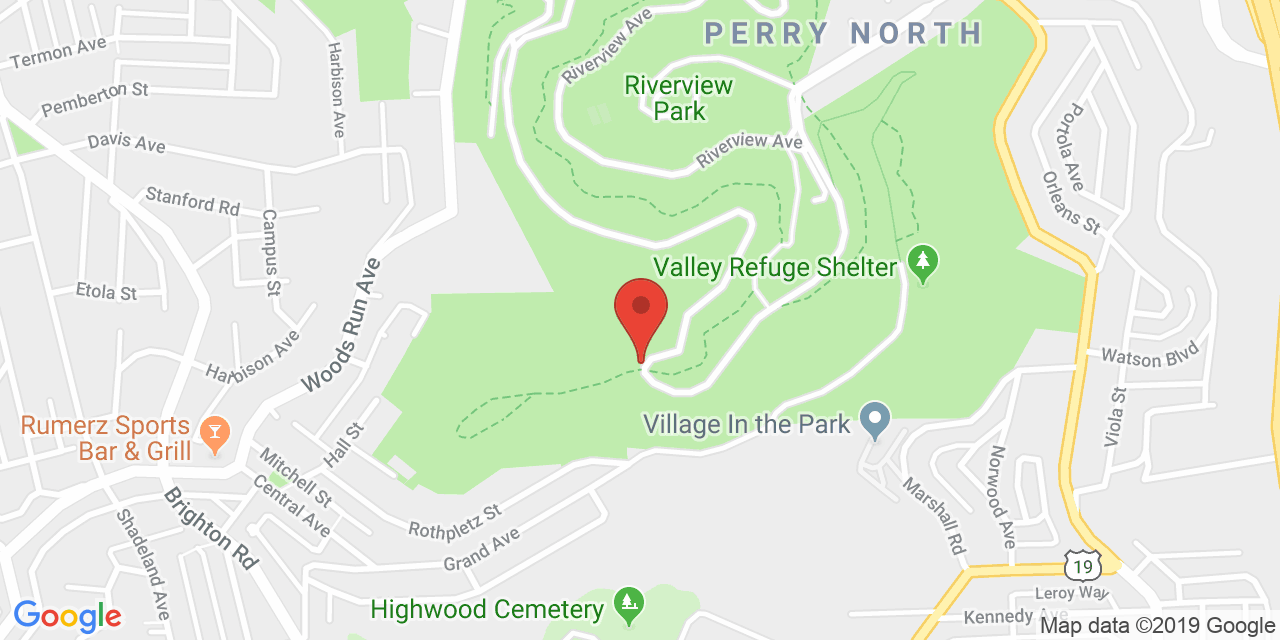 PERRY NORTH
Termon Ave
Harbison Ave
Riverview Ave
Pemberton St
Riverview
Park
Davis Ave
Riverview Ave
Portola Ave
Orleans St
Stanford Rd
Campus St
Valley Refuge Shelter
Etola St
Woods Run Ave
Harbison Ave
Watson Blvd
Viola St
Rumerz Sports
Bar & Grill
Village In the Park
Hall St
Mitchell St
Central Ave
Norwood Ave
Marshall Rd
Brighton Rd
Shadeland Ave
Rothpletz St
Grand Ave
19
Leroy Way
Highwood Cemetery
Kennedy Ave
Google
Map data ©2019 Google